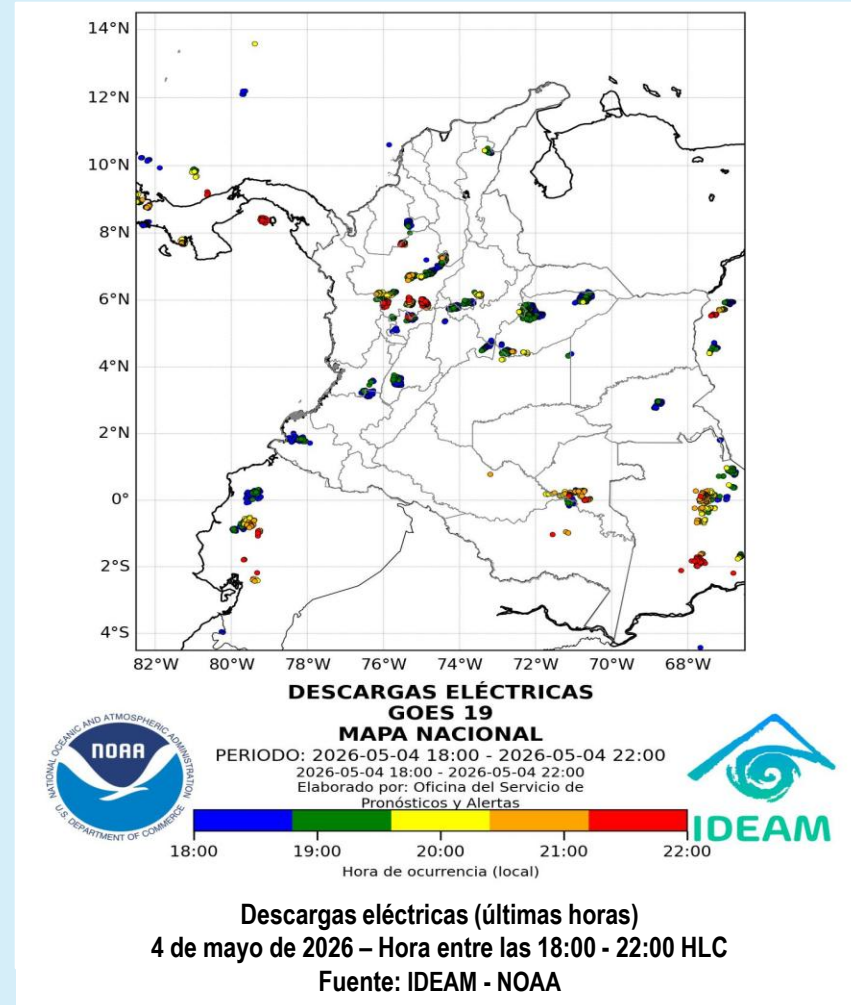 14°N
12°N
10°N
8°N
6°N
4°N
2°N
0°
2°S
4°S
82°W 80°W 78°W 76°W 74°W 72°W 70°W 68°W
DESCARGAS ELÉCTRICAS
GOES 19
MAPA NACIONAL
PERIODO: 2026-05-04 18:00 - 2026-05-04 22:00
2026-05-04 18:00 - 2026-05-04 22:00
Elaborado por: Oficina del Servicio de
Pronósticos y Alertas
NATIONAL OCEANIC AND ATMOSPHERIC ADMINISTRATION
NOAA
U.S. DEPARTMENT OF COMMERCE
IDEAM
18:00 19:00 20:00 21:00 22:00
Hora de ocurrencia (local)
Descargas eléctricas (últimas horas)
4 de mayo de 2026 – Hora entre las 18:00 - 22:00 HLC
Fuente: IDEAM - NOAA